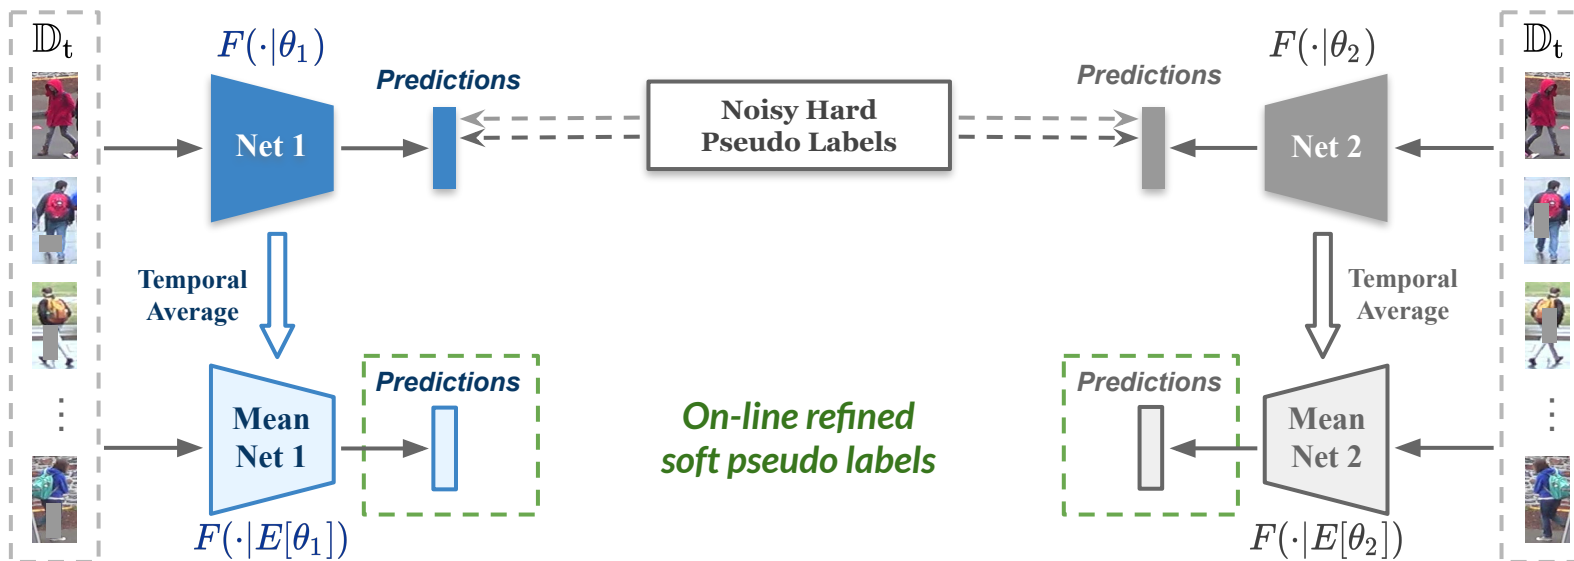 𝔻ₜ
F(·|θ₁)
Predictions
Net 1
Noisy Hard
Pseudo Labels
Predictions
F(·|θ₂)
Net 2
𝔻ₜ
Temporal
Average
Temporal
Average
Predictions
Mean
Net 1
F(·|E[θ₁])
On-line refined
soft pseudo labels
Predictions
Mean
Net 2
F(·|E[θ₂])